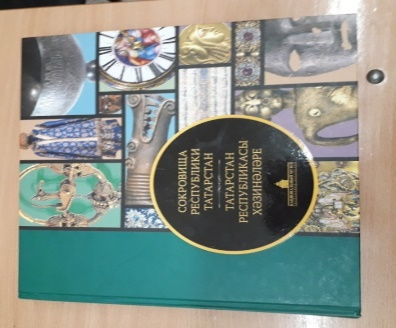 СОКРОВИЩА
РЕСПУБЛИКИ
ТАТАРСТАН
ТАТАРСТАН
РЕСПУБЛИКАСЫ
ХӘЗИНӘЛӘРЕ